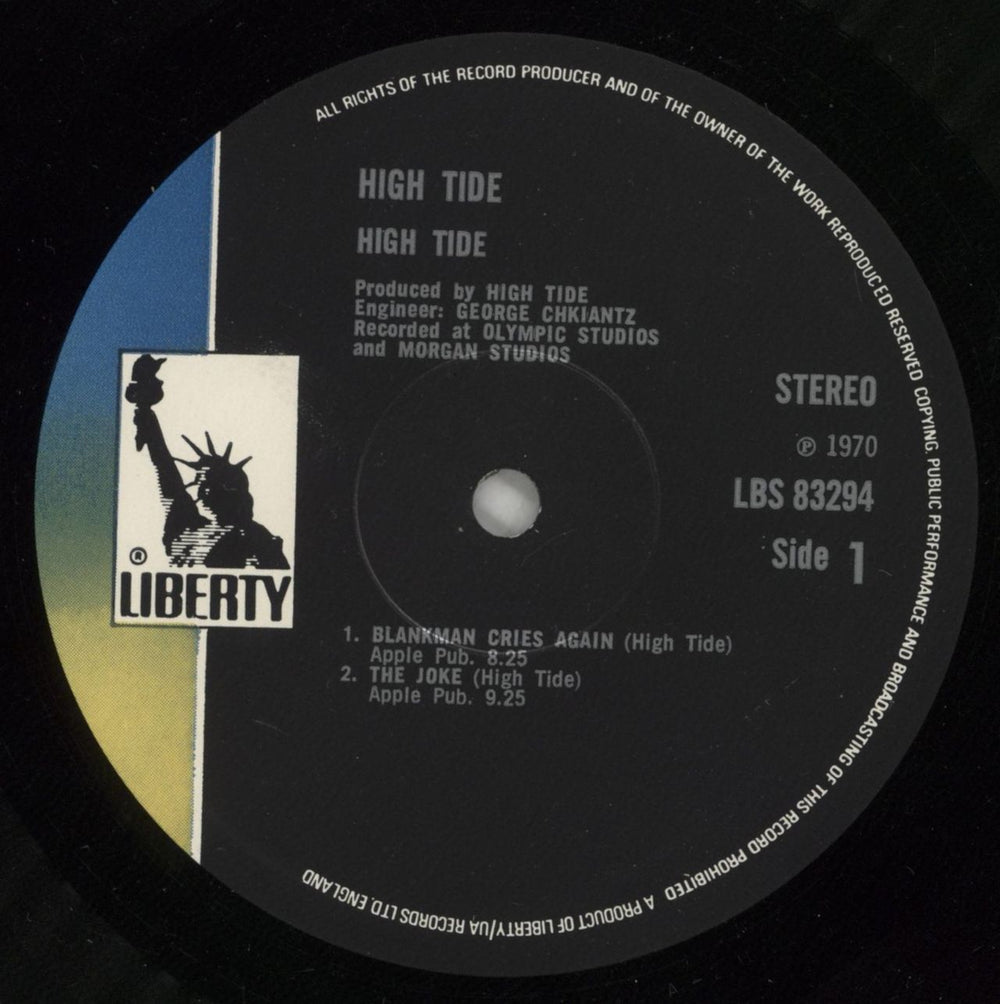 ALL RIGHTS OF THE RECORD PRODUCER AND OF THE OWNER OF THE WORK REPRODUCED RESERVED COPYING, PUBLIC PERFORMANCE AND BROADCASTING OF THIS RECORD PROHIBITED A PRODUCT OF LIBERTY/UA RECORDS LTD. ENGLAND
HIGH TIDE
HIGH TIDE
Produced by HIGH TIDE
Engineer: GEORGE CHKIANTZ
Recorded at OLYMPIC STUDIOS
and MORGAN STUDIOS
STEREO
℗ 1970
LBS 83294
Side 1
®
LIBERTY
1. BLANKMAN CRIES AGAIN (High Tide)
Apple Pub. 8.25
2. THE JOKE (High Tide)
Apple Pub. 9.25